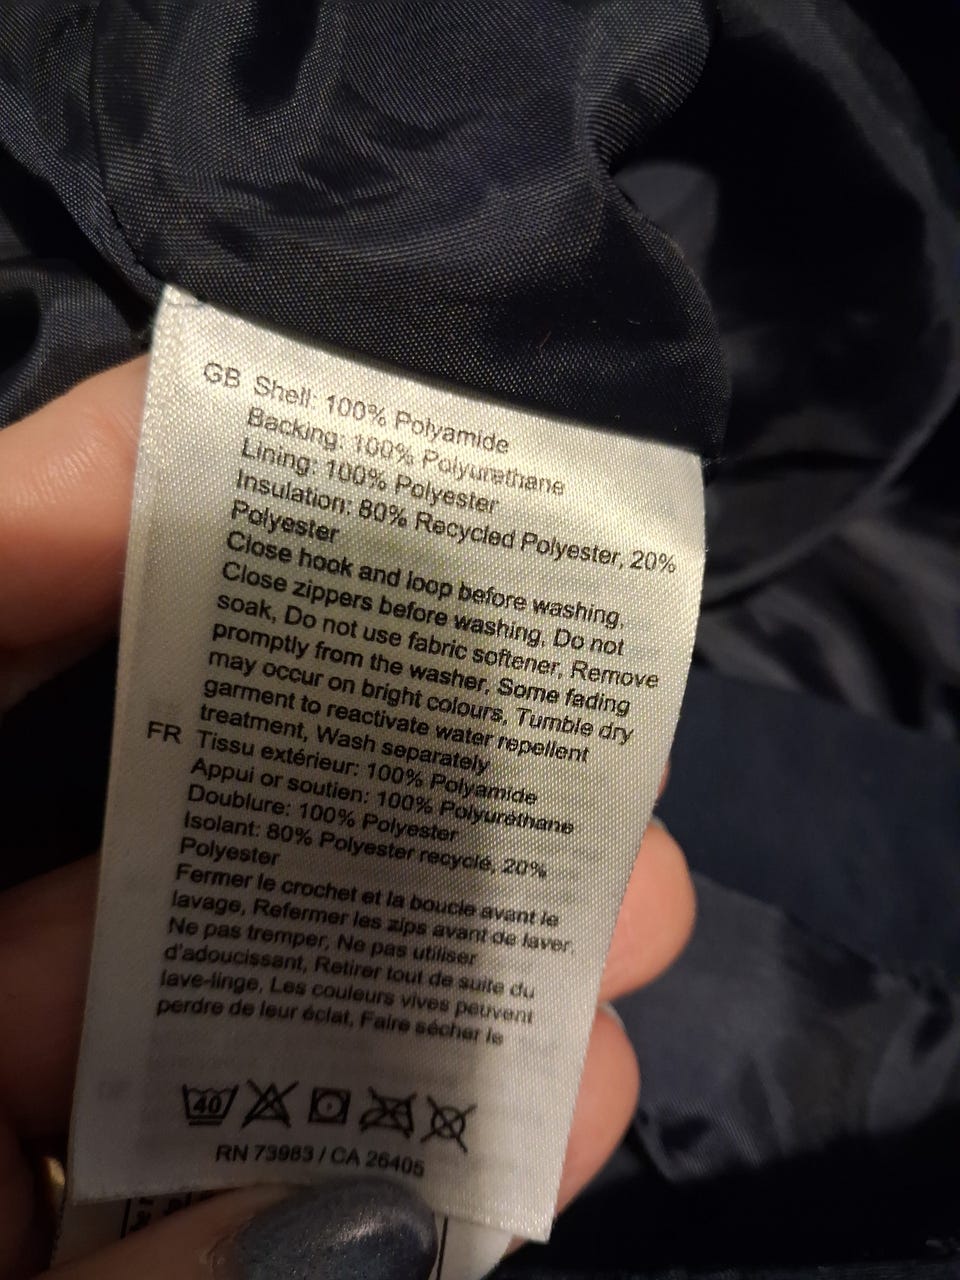 GB Shell: 100% Polyamide
Backing: 100% Polyurethane
Lining: 100% Polyester
Insulation: 80% Recycled Polyester, 20%
Polyester
Close hook and loop before washing,
Close zippers before washing, Do not
soak, Do not use fabric softener, Remove
promptly from the washer, Some fading
may occur on bright colours, Tumble dry
garment to reactivate water repellent
treatment, Wash separately
FR Tissu extérieur: 100% Polyamide
Appui or soutien: 100% Polyuréthane
Doublure: 100% Polyester
Isolant: 80% Polyester recyclé, 20%
Polyester
Fermer le crochet et la boucle avant le
lavage, Refermer les zips avant de laver,
Ne pas tremper, Ne pas utiliser
d'adoucissant, Retirer tout de suite du
lave-linge, Les couleurs vives peuvent
perdre de leur éclat, Faire sécher le
40
RN 73983 / CA 26405